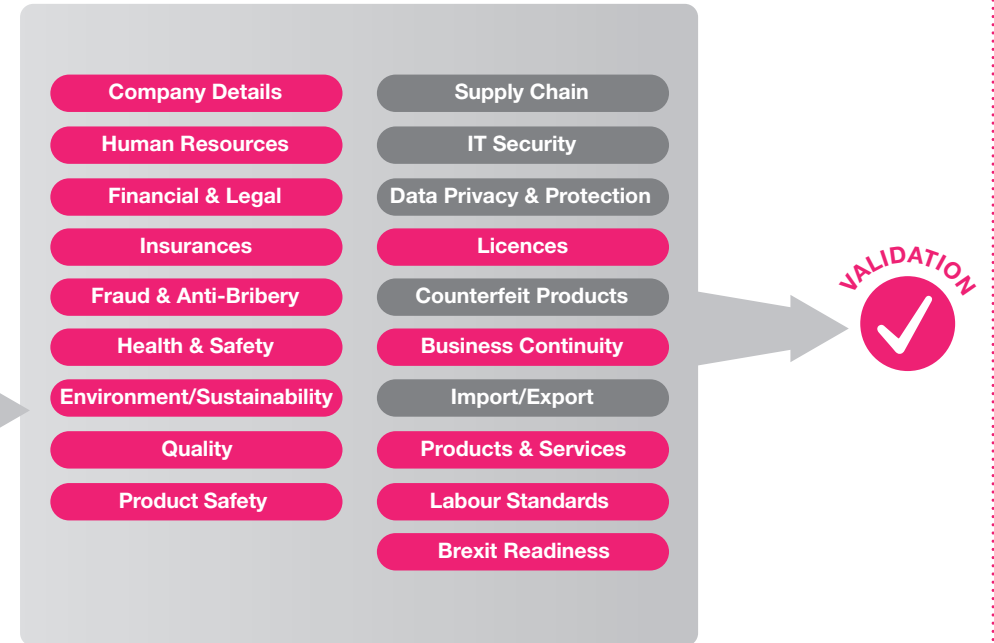 Company Details
Human Resources
Financial & Legal
Insurances
Fraud & Anti-Bribery
Health & Safety
Environment/Sustainability
Quality
Product Safety
Supply Chain
IT Security
Data Privacy & Protection
Licences
Counterfeit Products
Business Continuity
Import/Export
Products & Services
Labour Standards
Brexit Readiness
VALIDATION